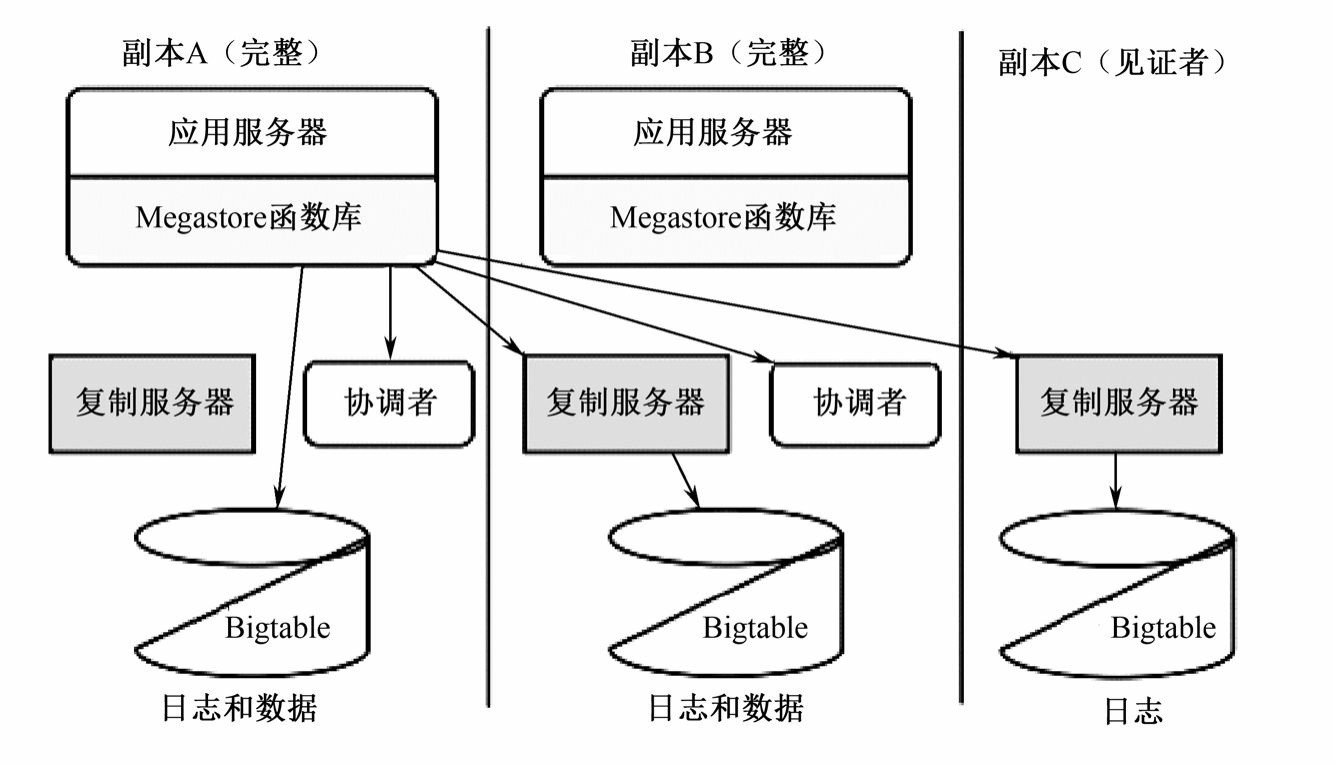 副本A（完整）
副本B（完整）
副本C（见证者）
应用服务器
应用服务器
Megastore函数库
Megastore函数库
复制服务器
协调者
复制服务器
协调者
复制服务器
Bigtable
Bigtable
Bigtable
日志和数据
日志和数据
日志